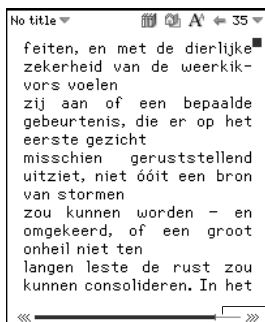 No title 35
feiten, en met de dierlijke
zekerheid van de weerkik-
vors voelen
zij aan of een bepaalde
gebeurtenis, die er op het
eerste gezicht
misschien geruststellend
uitziet, niet óóit een bron
van stormen
zou kunnen worden – en
omgekeerd, of een groot
onheil niet ten
langen leste de rust zou
kunnen consolideren. In het